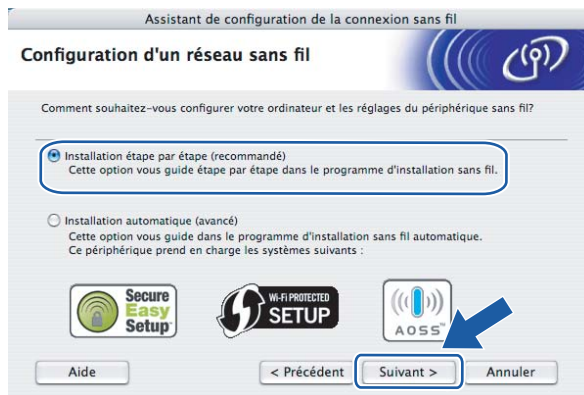 Assistant de configuration de la connexion sans fil
Configuration d'un réseau sans fil
Comment souhaitez-vous configurer votre ordinateur et les réglages du périphérique sans fil?
Installation étape par étape (recommandé)
Cette option vous guide étape par étape dans le programme d'installation sans fil.
Installation automatique (avancé)
Cette option vous guide dans le programme d'installation sans fil automatique.
Ce périphérique prend en charge les systèmes suivants :
Secure
Easy
Setup
WI-FI PROTECTED
SETUP
AOSS™
Aide
< Précédent
Suivant >
Annuler